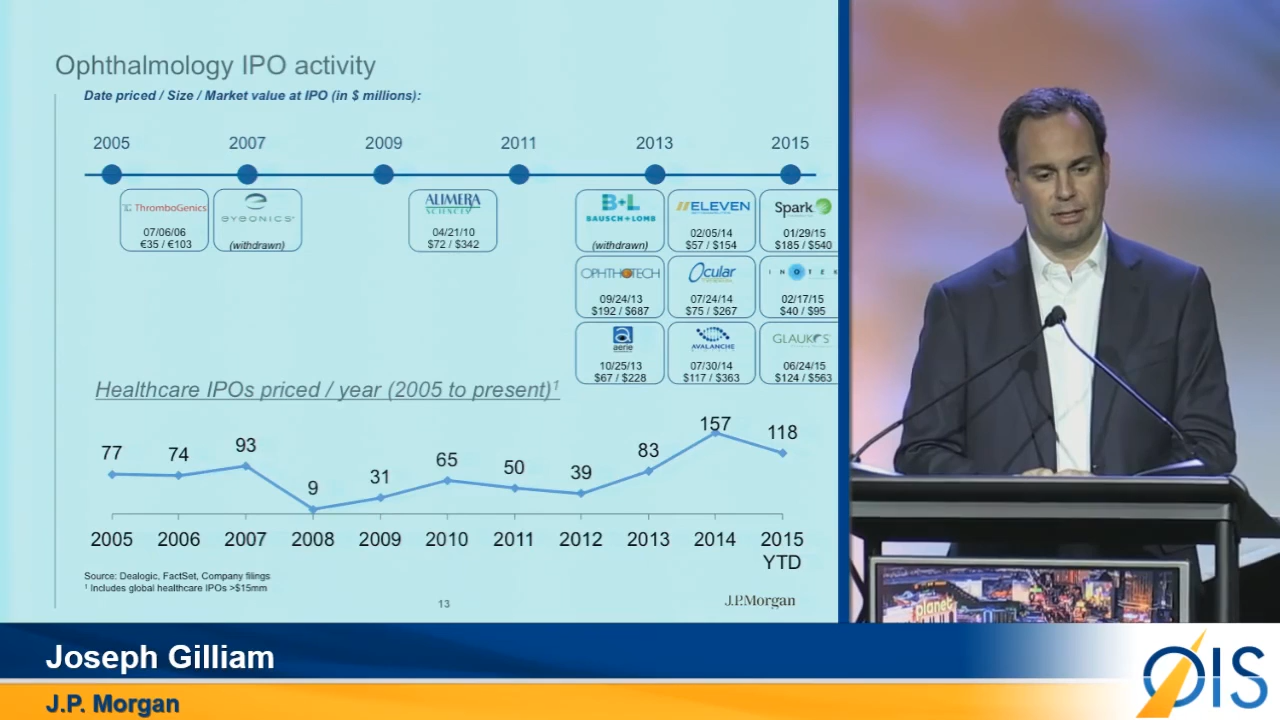 Ophthalmology IPO activity
Date priced / Size / Market value at IPO (in $ millions):
2005 2007 2009 2011 2013 2015
ThromboGenics
07/06/06
€35 / €103
eyeonics
(withdrawn)
ALIMERA
SCIENCES
04/21/10
$72 / $342
B+L
BAUSCH+LOMB
(withdrawn)
ELEVEN
02/05/14
$57 / $154
Spark
01/29/15
$185 / $540
OPHTHOTECH
09/24/13
$192 / $687
Ocular
07/24/14
$75 / $267
INOTEK
02/17/15
$40 / $95
aerie
10/25/13
$67 / $228
AVALANCHE
07/30/14
$117 / $363
GLAUKOS
06/24/15
$124 / $563
Healthcare IPOs priced / year (2005 to present)¹
77 74 93 9 31 65 50 39 83 157 118
2005 2006 2007 2008 2009 2010 2011 2012 2013 2014 2015
YTD
Source: Dealogic, FactSet, Company filings
¹ Includes global healthcare IPOs >$15mm
13
J.P.Morgan
planet
Joseph Gilliam
J.P. Morgan
OIS